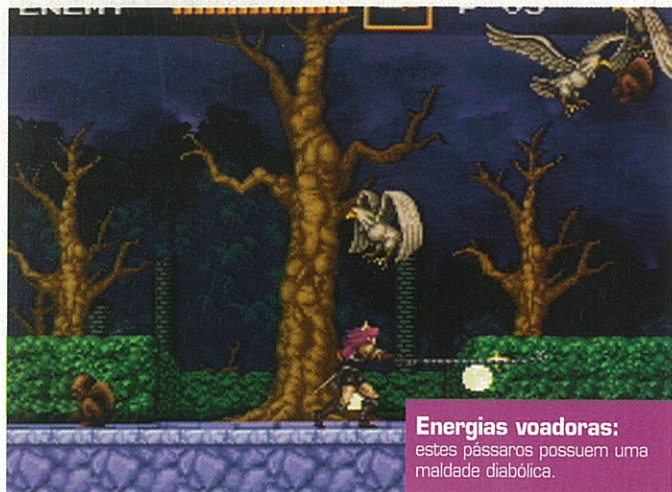 ENEMY
P
Energias voadoras:
estes pássaros possuem uma
maldade diabólica.